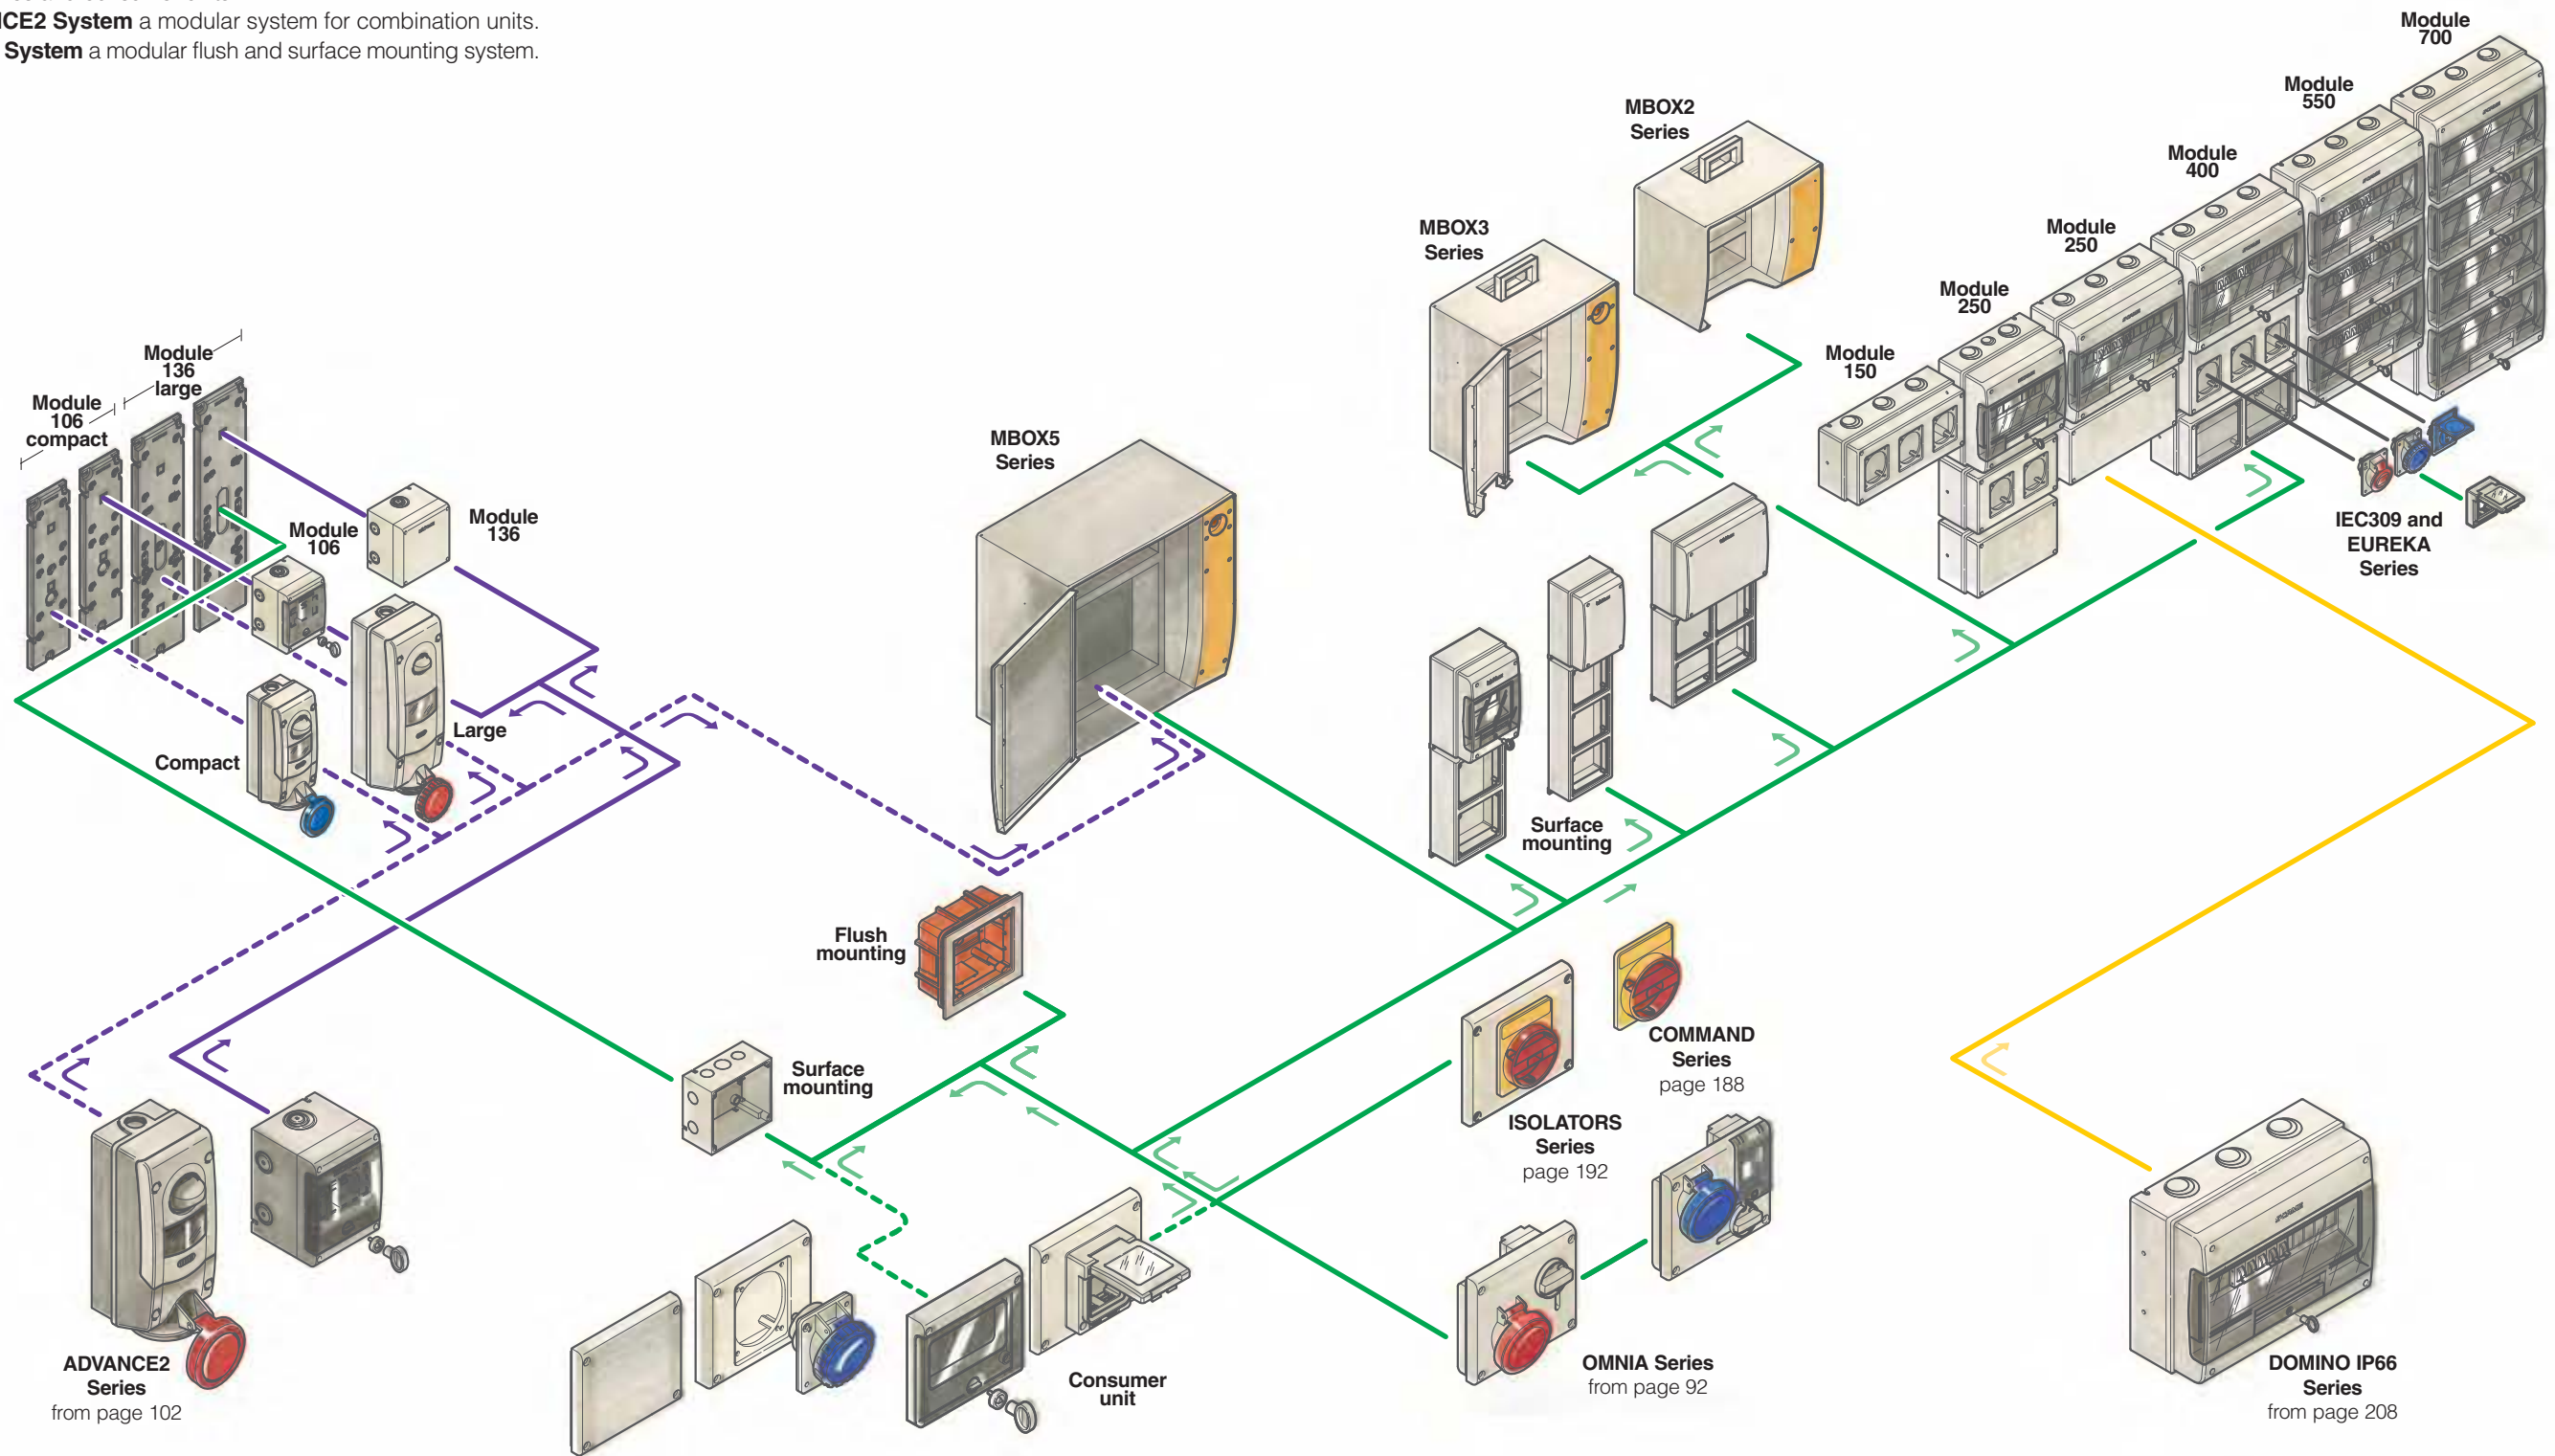 NCE2 System a modular system for combination units.
System a modular flush and surface mounting system.
Module
700
Module
550
MBOX2
Series
Module
400
MBOX3
Series
Module
250
Module
250
Module
150
Module
136
large
Module
106
compact
MBOX5
Series
Module
136
Module
106
IEC309 and
EUREKA
Series
Large
Compact
Surface
mounting
Flush
mounting
COMMAND
Series
page 188
Surface
mounting
ISOLATORS
Series
page 192
ADVANCE2
Series
from page 102
Consumer
unit
OMNIA Series
from page 92
DOMINO IP66
Series
from page 208